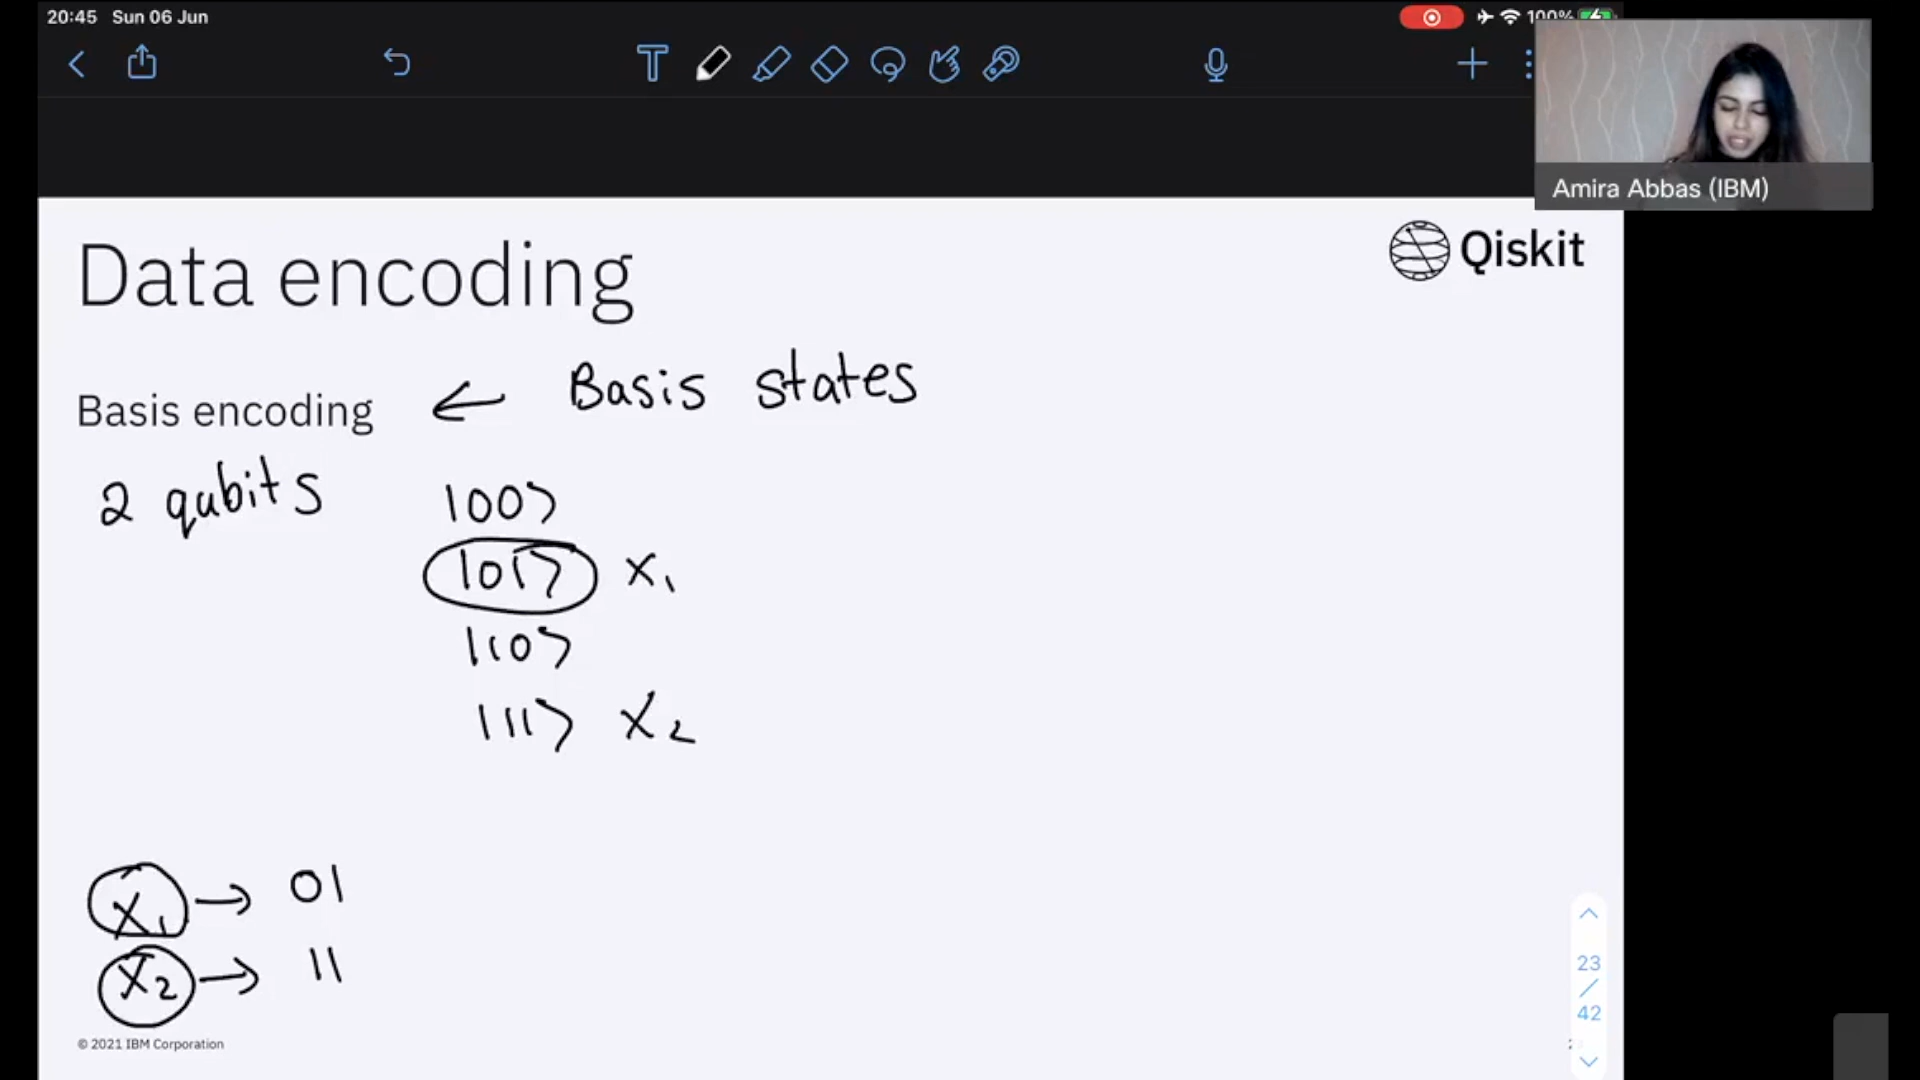 20:45 Sun 06 Jun
100%
Amira Abbas (IBM)
Qiskit
Data encoding
Basis encoding ← Basis states
2 qubits |00⟩
|01⟩ x₁
|10⟩
|11⟩ x₂
x₁ → 01
x₂ → 11
© 2021 IBM Corporation
23
/
42